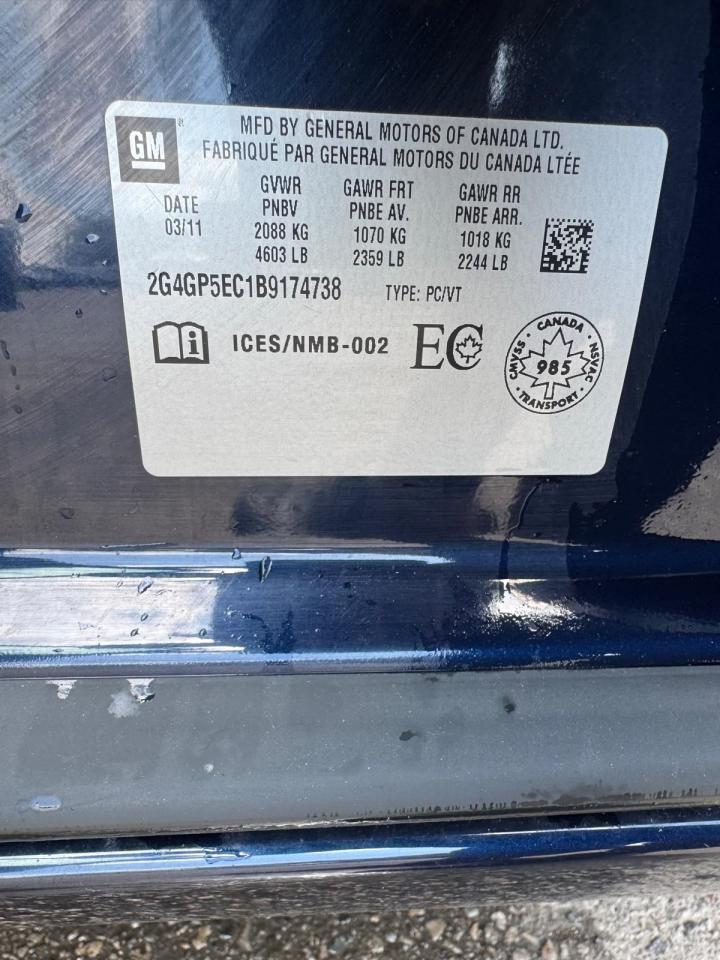 GM
MFD BY GENERAL MOTORS OF CANADA LTD.
FABRIQUÉ PAR GENERAL MOTORS DU CANADA LTÉE
DATE
03/11
GVWR
PNBV
2088 KG
4603 LB
GAWR FRT
PNBE AV.
1070 KG
2359 LB
GAWR RR
PNBE ARR.
1018 KG
2244 LB
2G4GP5EC1B9174738 TYPE: PC/VT
i
ICES/NMB-002
EC
CANADA
CMVSS
985
NSVAC
TRANSPORT